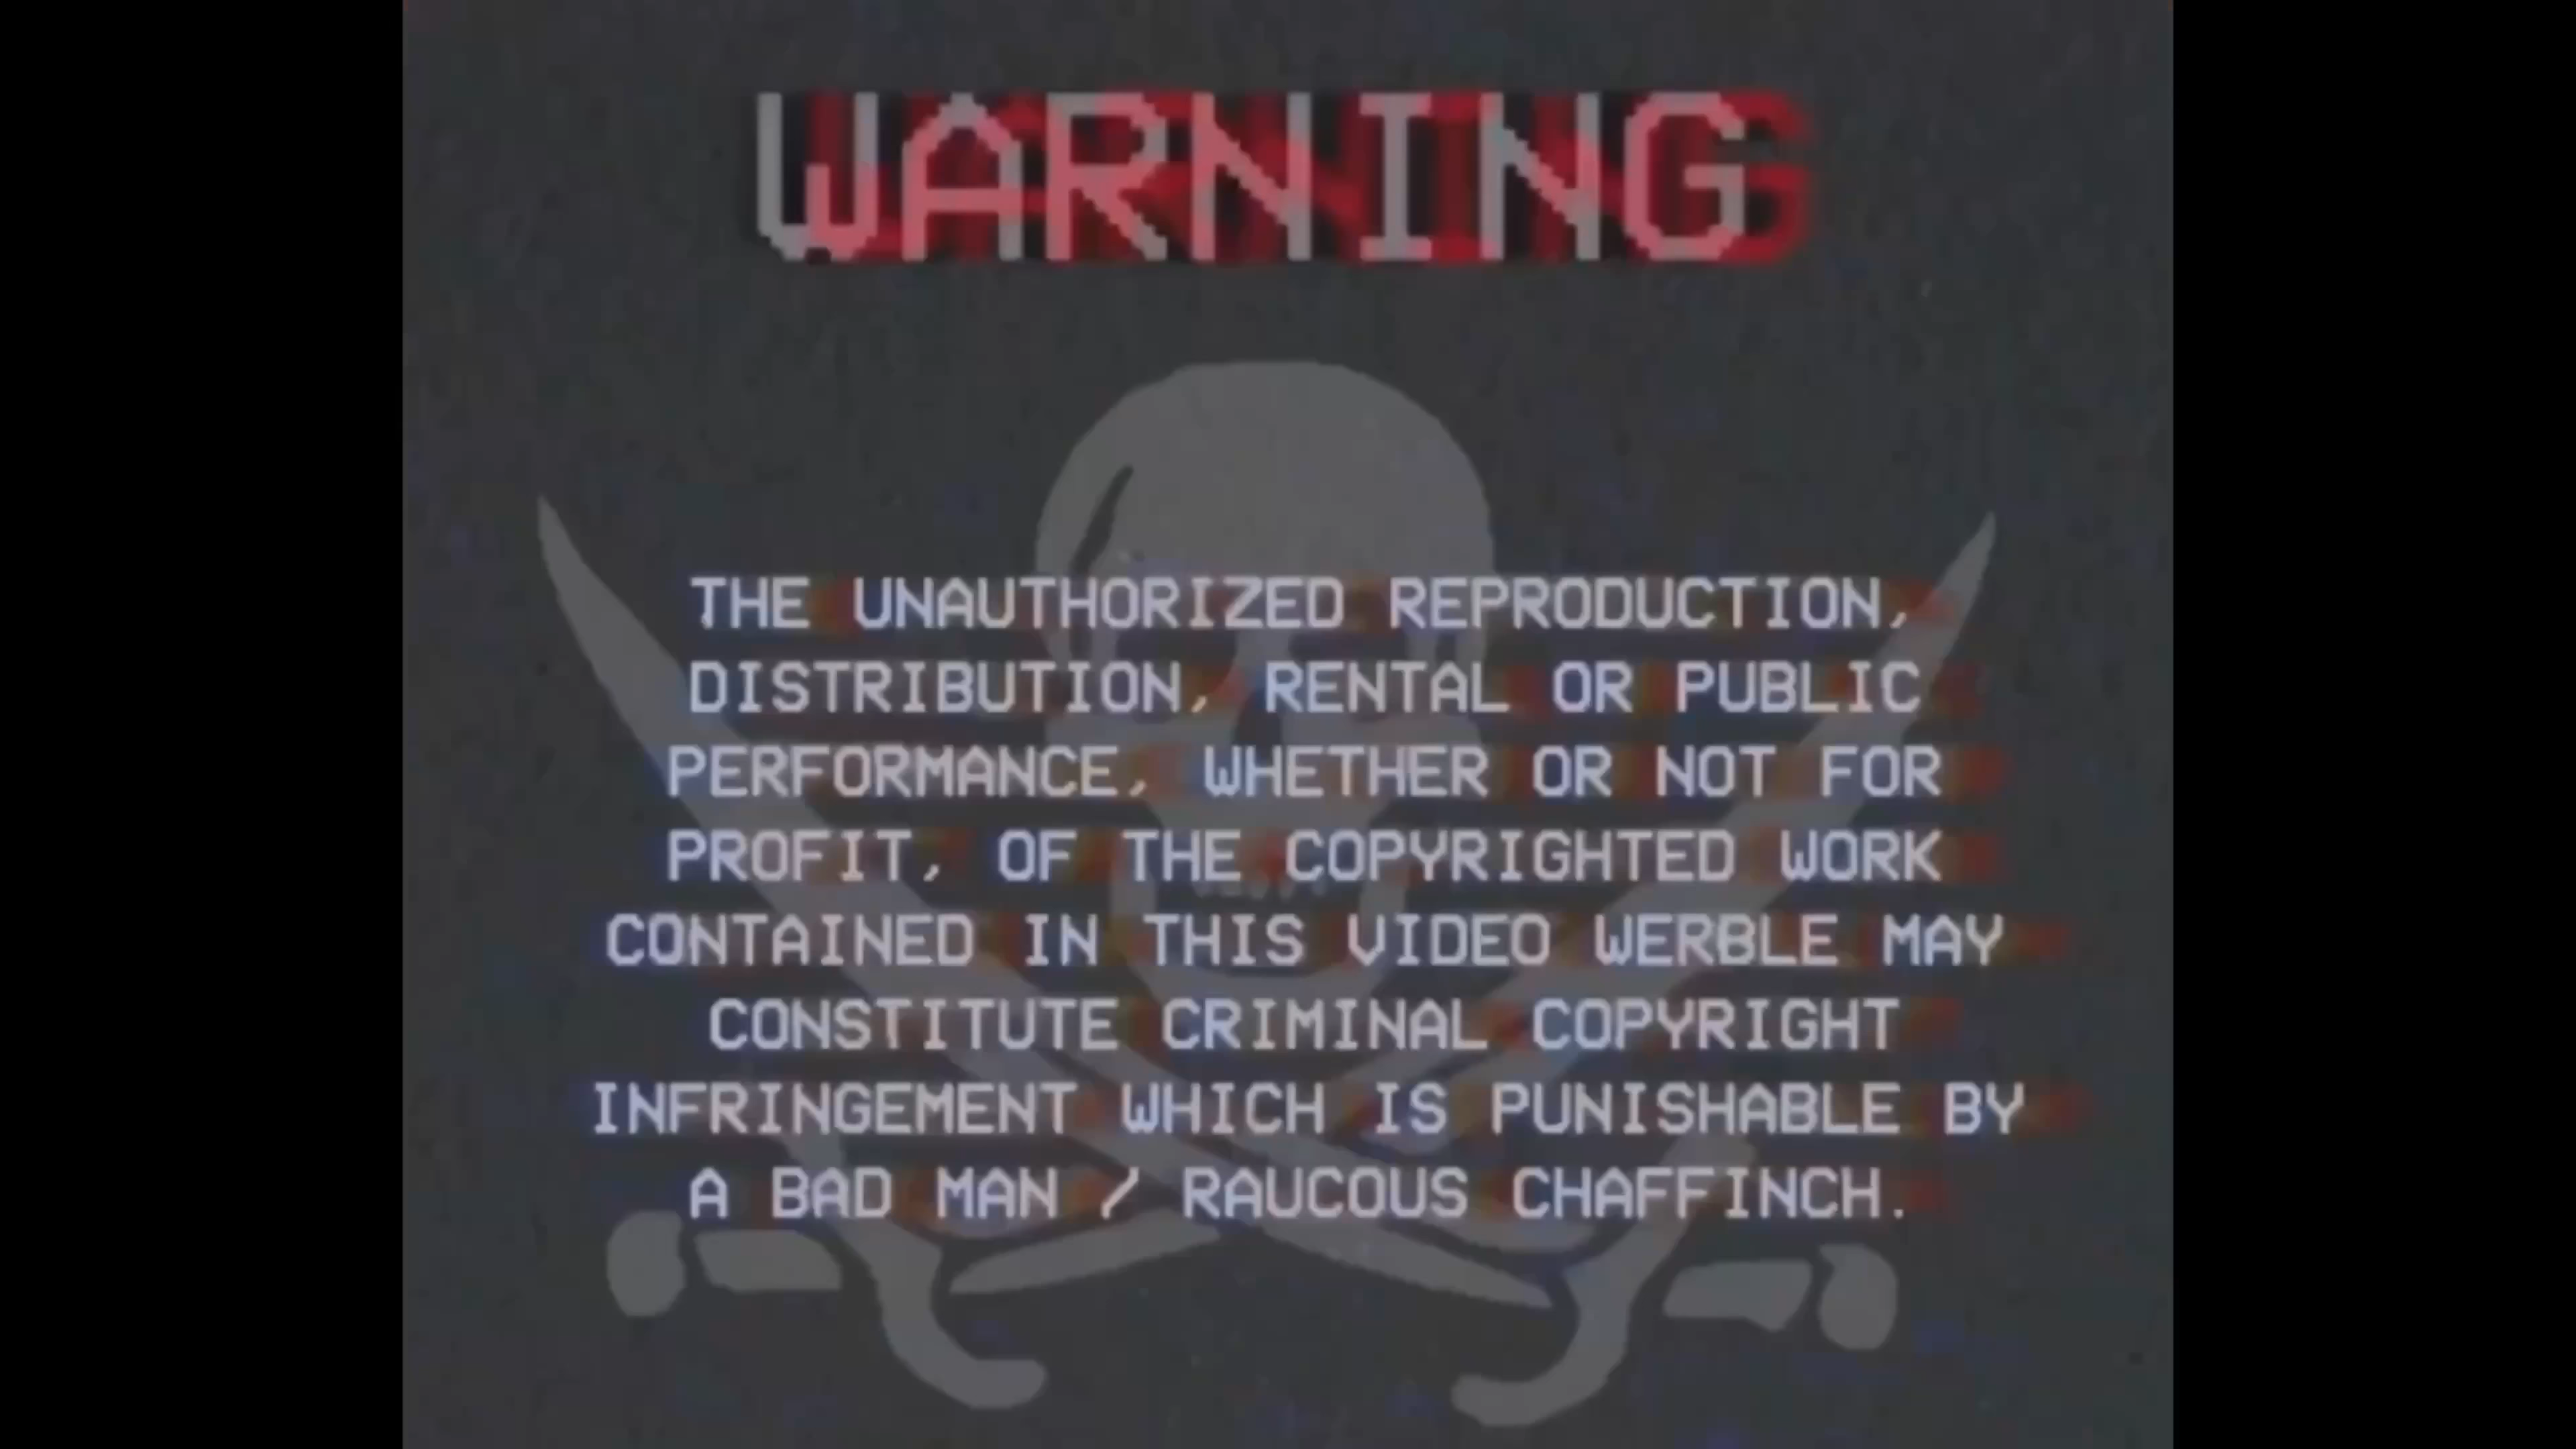 WARNING
THE UNAUTHORIZED REPRODUCTION,
DISTRIBUTION, RENTAL OR PUBLIC
PERFORMANCE, WHETHER OR NOT FOR
PROFIT, OF THE COPYRIGHTED WORK
CONTAINED IN THIS VIDEO WERBLE MAY
CONSTITUTE CRIMINAL COPYRIGHT
INFRINGEMENT WHICH IS PUNISHABLE BY
A BAD MAN / RAUCOUS CHAFFINCH.